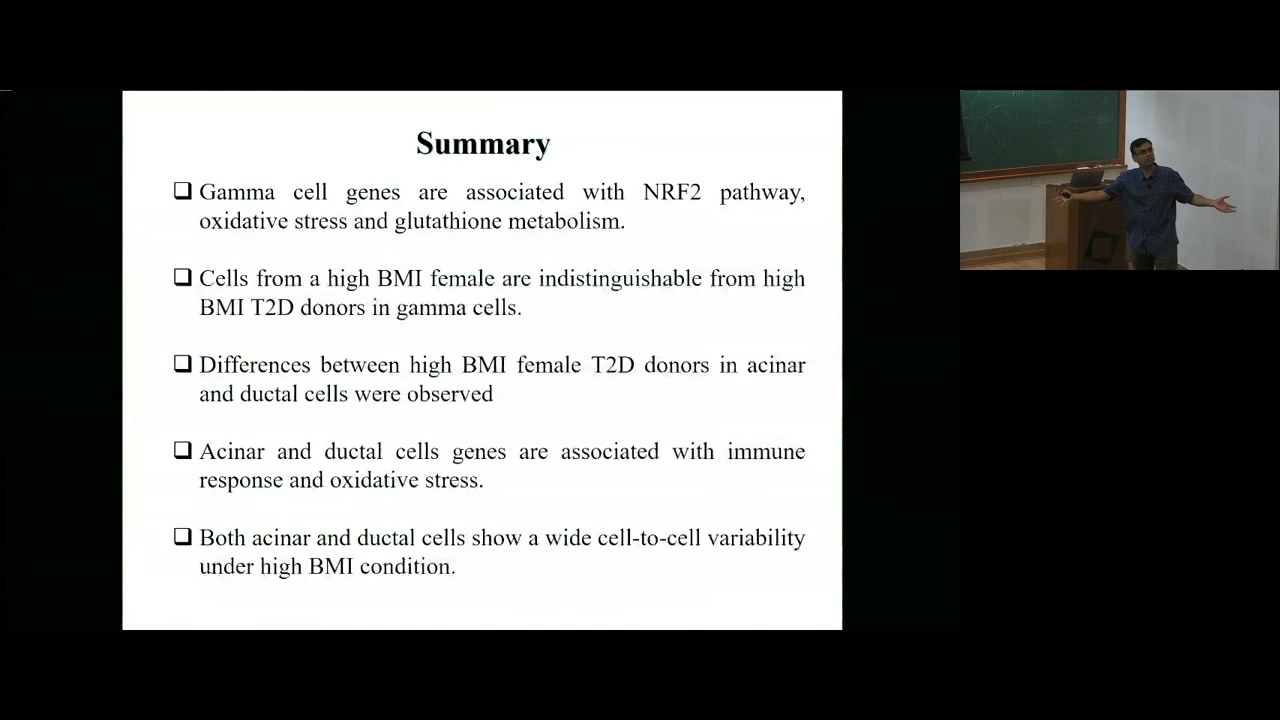 Summary
❑ Gamma cell genes are associated with NRF2 pathway,
oxidative stress and glutathione metabolism.
❑ Cells from a high BMI female are indistinguishable from high
BMI T2D donors in gamma cells.
❑ Differences between high BMI female T2D donors in acinar
and ductal cells were observed
❑ Acinar and ductal cells genes are associated with immune
response and oxidative stress.
❑ Both acinar and ductal cells show a wide cell-to-cell variability
under high BMI condition.